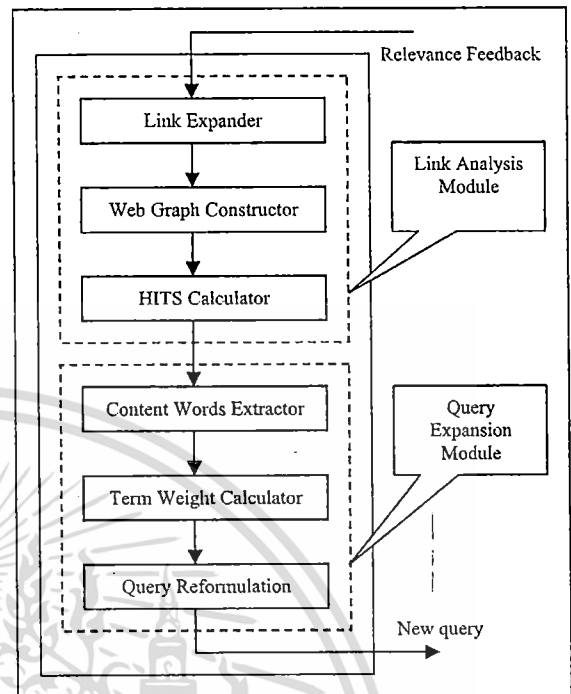 Relevance Feedback
Link Expander
Link Analysis
Module
Web Graph Constructor
HITS Calculator
Content Words Extractor
Query
Expansion
Module
Term Weight Calculator
Query Reformulation
New query